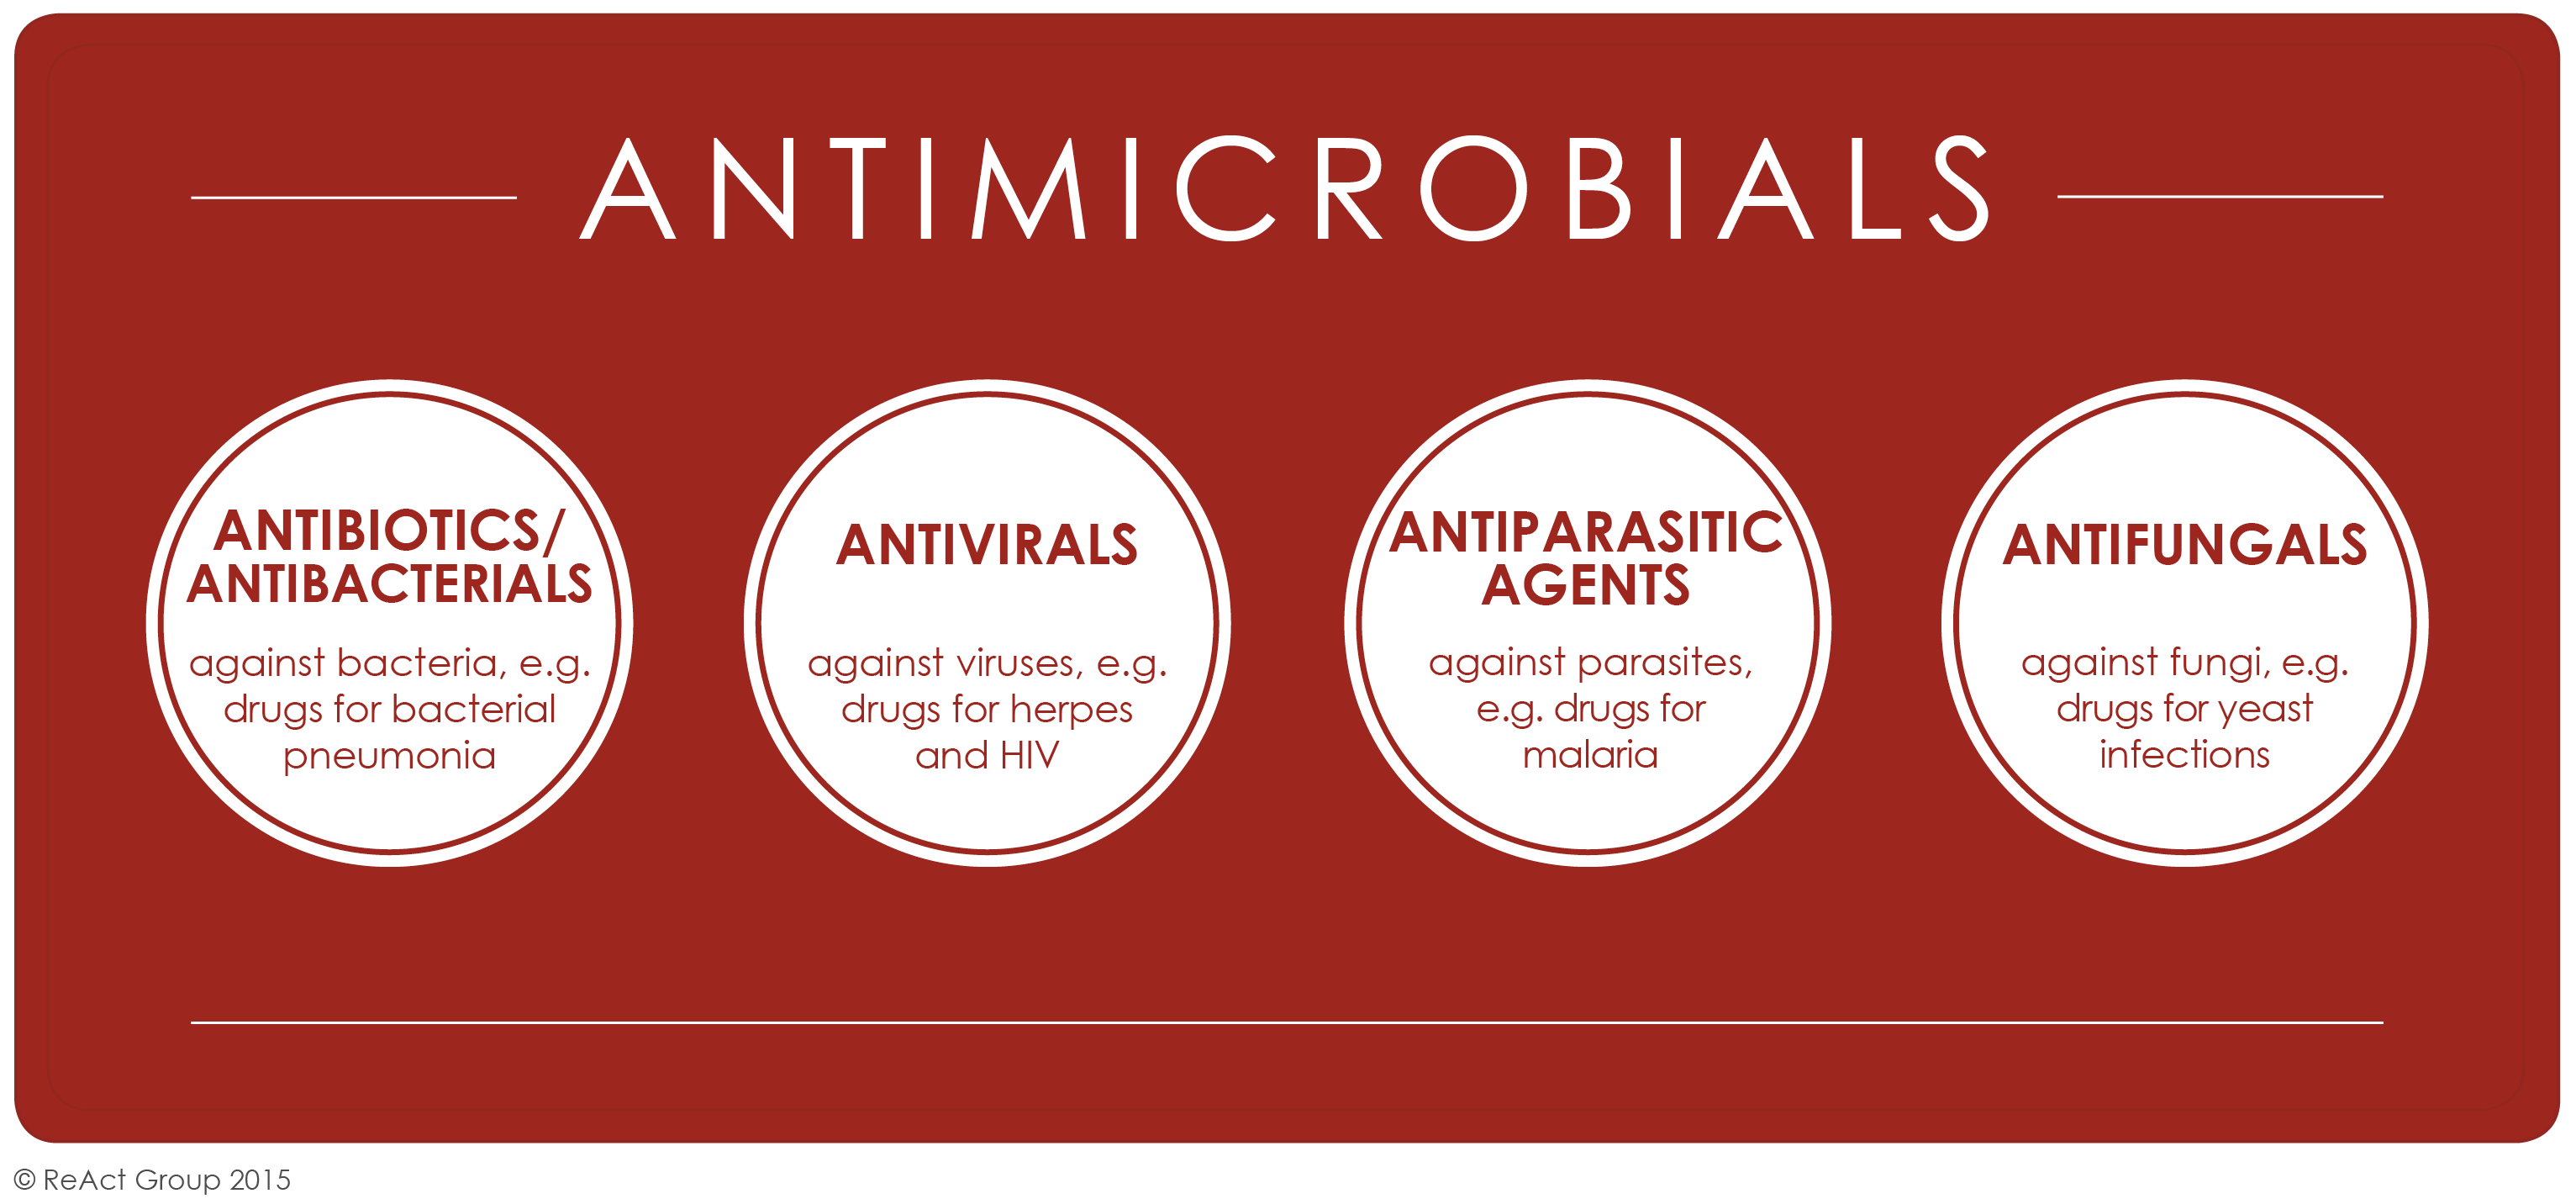 ANTIMICROBIALS
ANTIBIOTICS/
ANTIBACTERIALS
against bacteria, e.g.
drugs for bacterial
pneumonia
ANTIVIRALS
against viruses, e.g.
drugs for herpes
and HIV
ANTIPARASITIC
AGENTS
against parasites,
e.g. drugs for
malaria
ANTIFUNGALS
against fungi, e.g.
drugs for yeast
infections
© ReAct Group 2015